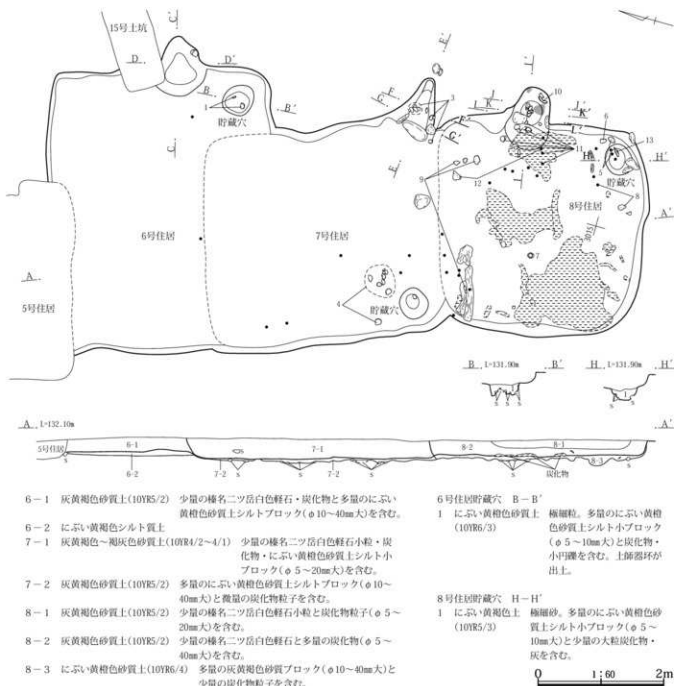 15号土坑
C'
C
D
D'
B
B'
1
貯蔵穴
C
E'
F
G
3
F'
G'
E
J'
J
I
K
10
J'
K'
I'
11
6
13
H
H'
5
貯蔵穴
9
12
8
8号住居
A'
I
6号住居
7号住居
A
5号住居
7
4
貯蔵穴
B L=131.90m B'
H L=131.90m H'
1
1
s s s
s
A L=132.10m
A'
5号住居
6-1
7-1
8-2
8-1
6-2
7-2
7-2
8-3
炭化物
6-1 灰黄褐色砂質土(10YR5/2) 少量の榛名二ツ岳白色軽石・炭化物と多量のにぶい
黄橙色砂質土シルトブロック(φ10~40㎜大)を含む。
6-2 にぶい黄褐色シルト質土
7-1 灰黄褐色~褐灰色砂質土(10YR4/2~4/1) 少量の榛名二ツ岳白色軽石小粒・炭
化物・にぶい黄橙色砂質土シルト小
ブロック(φ5~20㎜大)を含む。
7-2 灰黄褐色砂質土(10YR5/2) 多量のにぶい黄橙色砂質土シルトブロック(φ10~
40㎜大)と微量の炭化物粒子を含む。
8-1 灰黄褐色砂質土(10YR5/2) 少量の榛名二ツ岳白色軽石小粒と炭化物粒子(φ5~
20㎜大)を含む。
8-2 灰黄褐色砂質土(10YR5/2) 少量の榛名二ツ岳白色軽石と多量の炭化物(φ5~
40㎜大)を含む。
8-3 にぶい黄橙色砂質土(10YR6/4) 多量の灰黄褐色砂質ブロック(φ10~40㎜大)と
少量の炭化物粒子を含む。
6号住居貯蔵穴 B-B'
1 にぶい黄橙色砂質土 極細粒。多量のにぶい黄橙
(10YR6/3) 色砂質土シルト小ブロック
(φ5~10㎜大)と炭化物・
小円礫を含む。土師器坏が
出土。
8号住居貯蔵穴 H-H'
1 にぶい黄褐色土 極細砂。多量のにぶい黄橙色砂
(10YR5/3) 質土シルト小ブロック(φ5~
10㎜大)と少量の大粒炭化物・
灰を含む。
0 1:60 2m